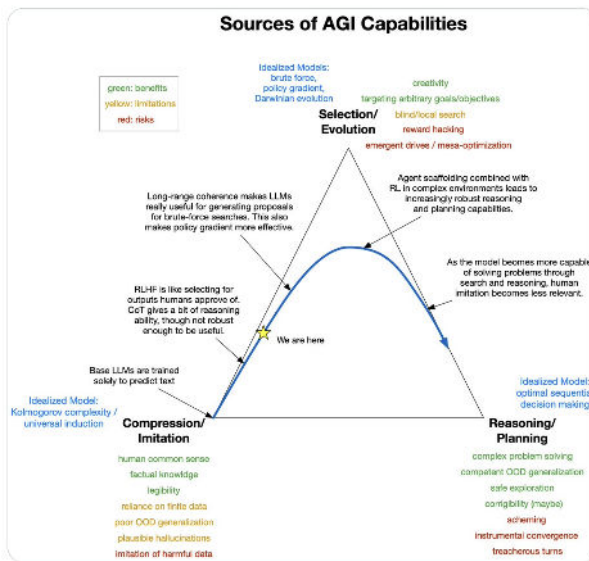 Sources of AGI Capabilities
green: benefits
yellow: limitations
red: risks
Idealized Models:
brute force,
policy gradient,
Darwinian evolution
Selection/
Evolution
creativity
targeting arbitrary goals/objectives
blind/local search
reward hacking
emergent drives / mesa-optimization
Long-range coherence makes LLMs
really useful for generating proposals
for brute-force searches. This also
makes policy gradient more effective.
Agent scaffolding combined with
RL in complex environments leads to
increasingly robust reasoning
and planning capabilities.
As the model becomes more capable
of solving problems through
search and reasoning, human
imitation becomes less relevant.
RLHF is like selecting for
outputs humans approve of.
CoT gives a bit of reasoning
ability, though not robust
enough to be useful.
We are here
Base LLMs are trained
solely to predict text
Idealized Model:
Kolmogorov complexity /
universal induction
Compression/
Imitation
human common sense
factual knowledge
legibility
reliance on finite data
poor OOD generalization
plausible hallucinations
imitation of harmful data
Idealized Model:
optimal sequential
decision making
Reasoning/
Planning
complex problem solving
competent OOD generalization
safe exploration
corrigibility (maybe)
scheming
instrumental convergence
treacherous turns